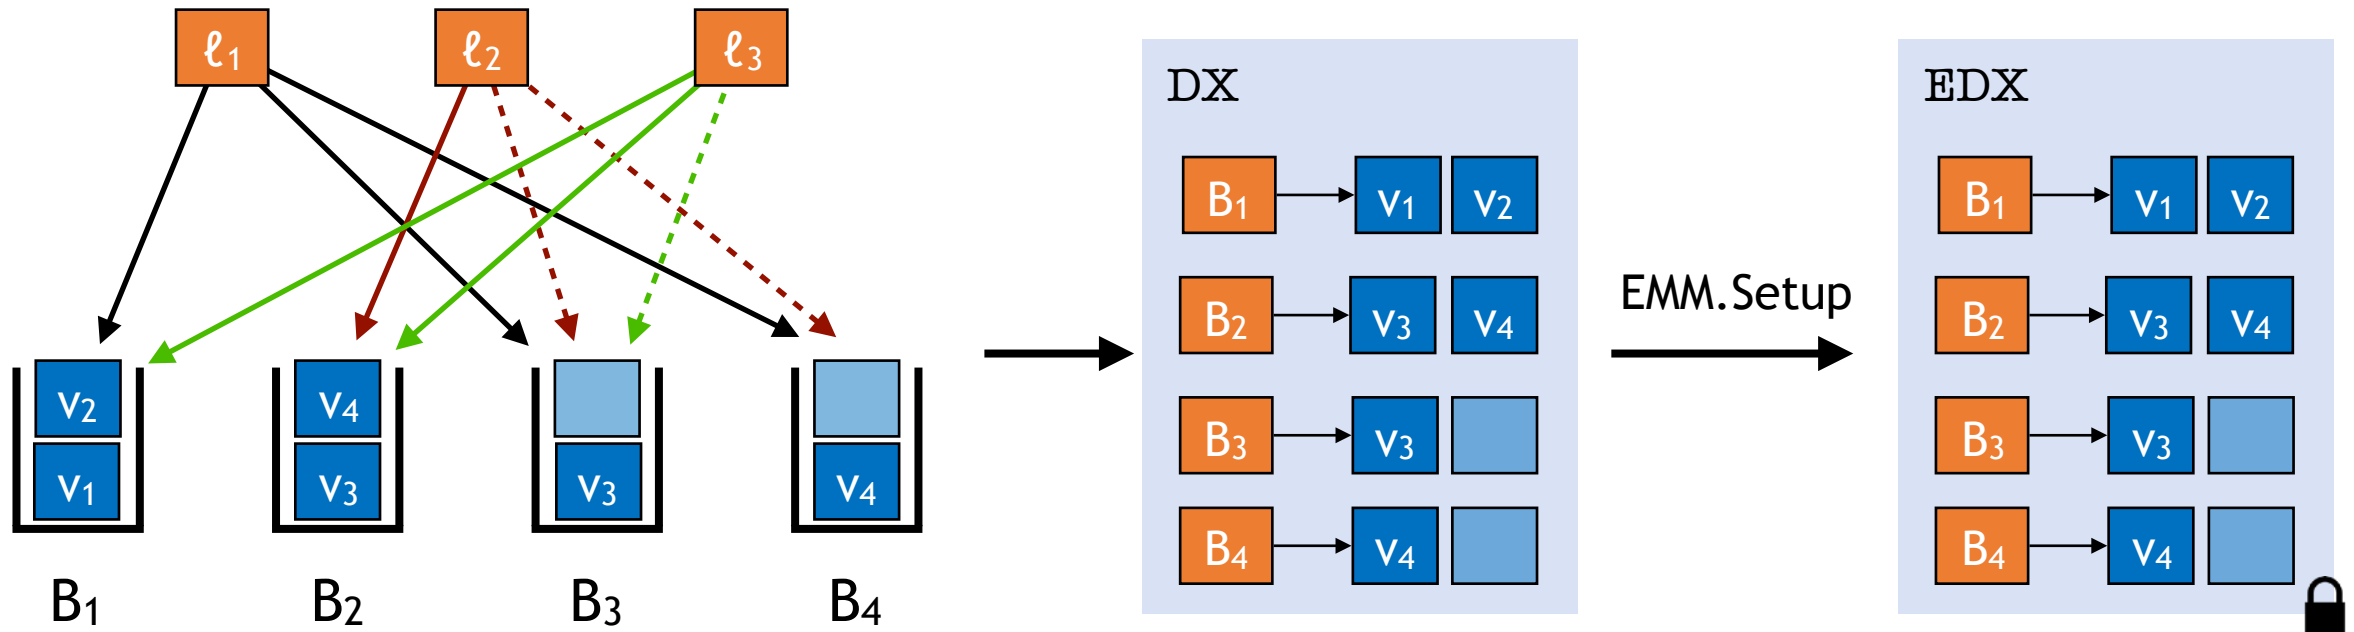 ℓ1 ℓ2 ℓ3
v2 v4
v1 v3 v3 v4
B1 B2 B3 B4
DX
B1 v1 v2
B2 v3 v4
B3 v3
B4 v4
EMM.Setup
EDX
B1 v1 v2
B2 v3 v4
B3 v3
B4 v4